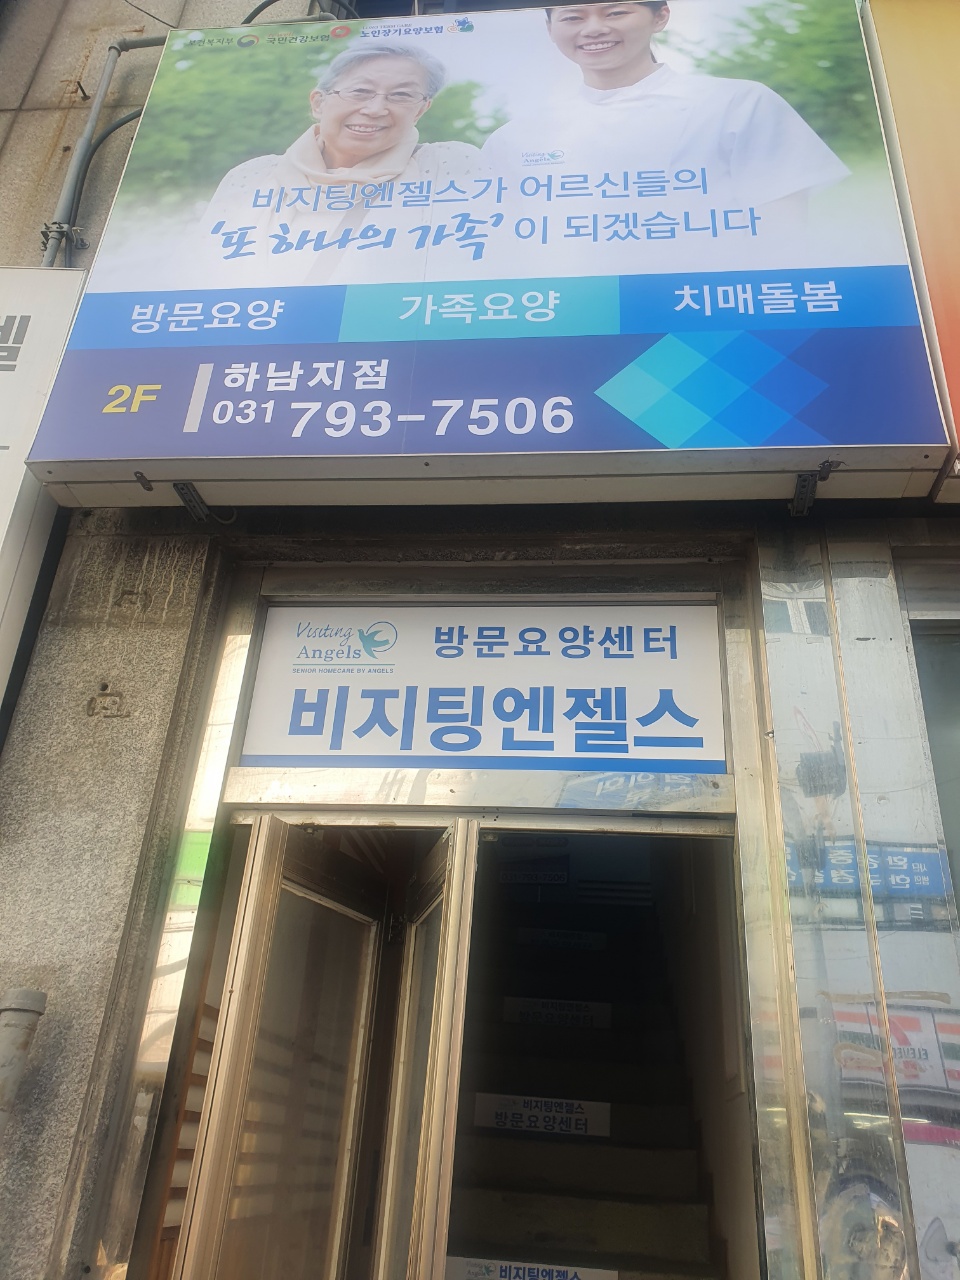 보건복지부 국민건강보험 노인장기요양보험
Visiting
Angels
비지팅엔젤스가 어르신들의
'또 하나의 가족'이 되겠습니다
방문요양 가족요양 치매돌봄
2F 하남지점
031 793-7506
Visiting
Angels
SENIOR HOMECARE BY ANGELS
방문요양센터
비지팅엔젤스
비지팅엔젤스
방문요양센터
비지팅엔젤스